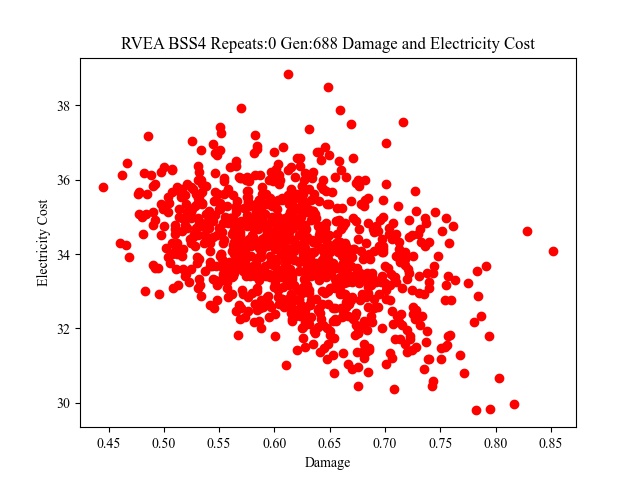 RVEA BSS4 Repeats:0 Gen:688 Damage and Electricity Cost
38
36
34
32
30
Electricity Cost
0.45 0.50 0.55 0.60 0.65 0.70 0.75 0.80 0.85
Damage